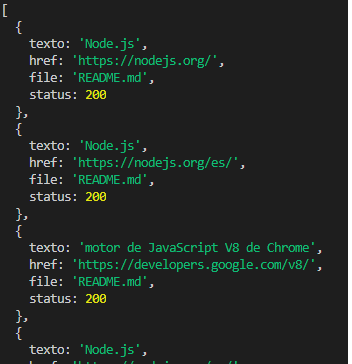 [
  {
    texto: 'Node.js',
    href: 'https://nodejs.org/',
    file: 'README.md',
    status: 200
  },
  {
    texto: 'Node.js',
    href: 'https://nodejs.org/es/',
    file: 'README.md',
    status: 200
  },
  {
    texto: 'motor de JavaScript V8 de Chrome',
    href: 'https://developers.google.com/v8/',
    file: 'README.md',
    status: 200
  },
  {
    texto: 'Node.js',